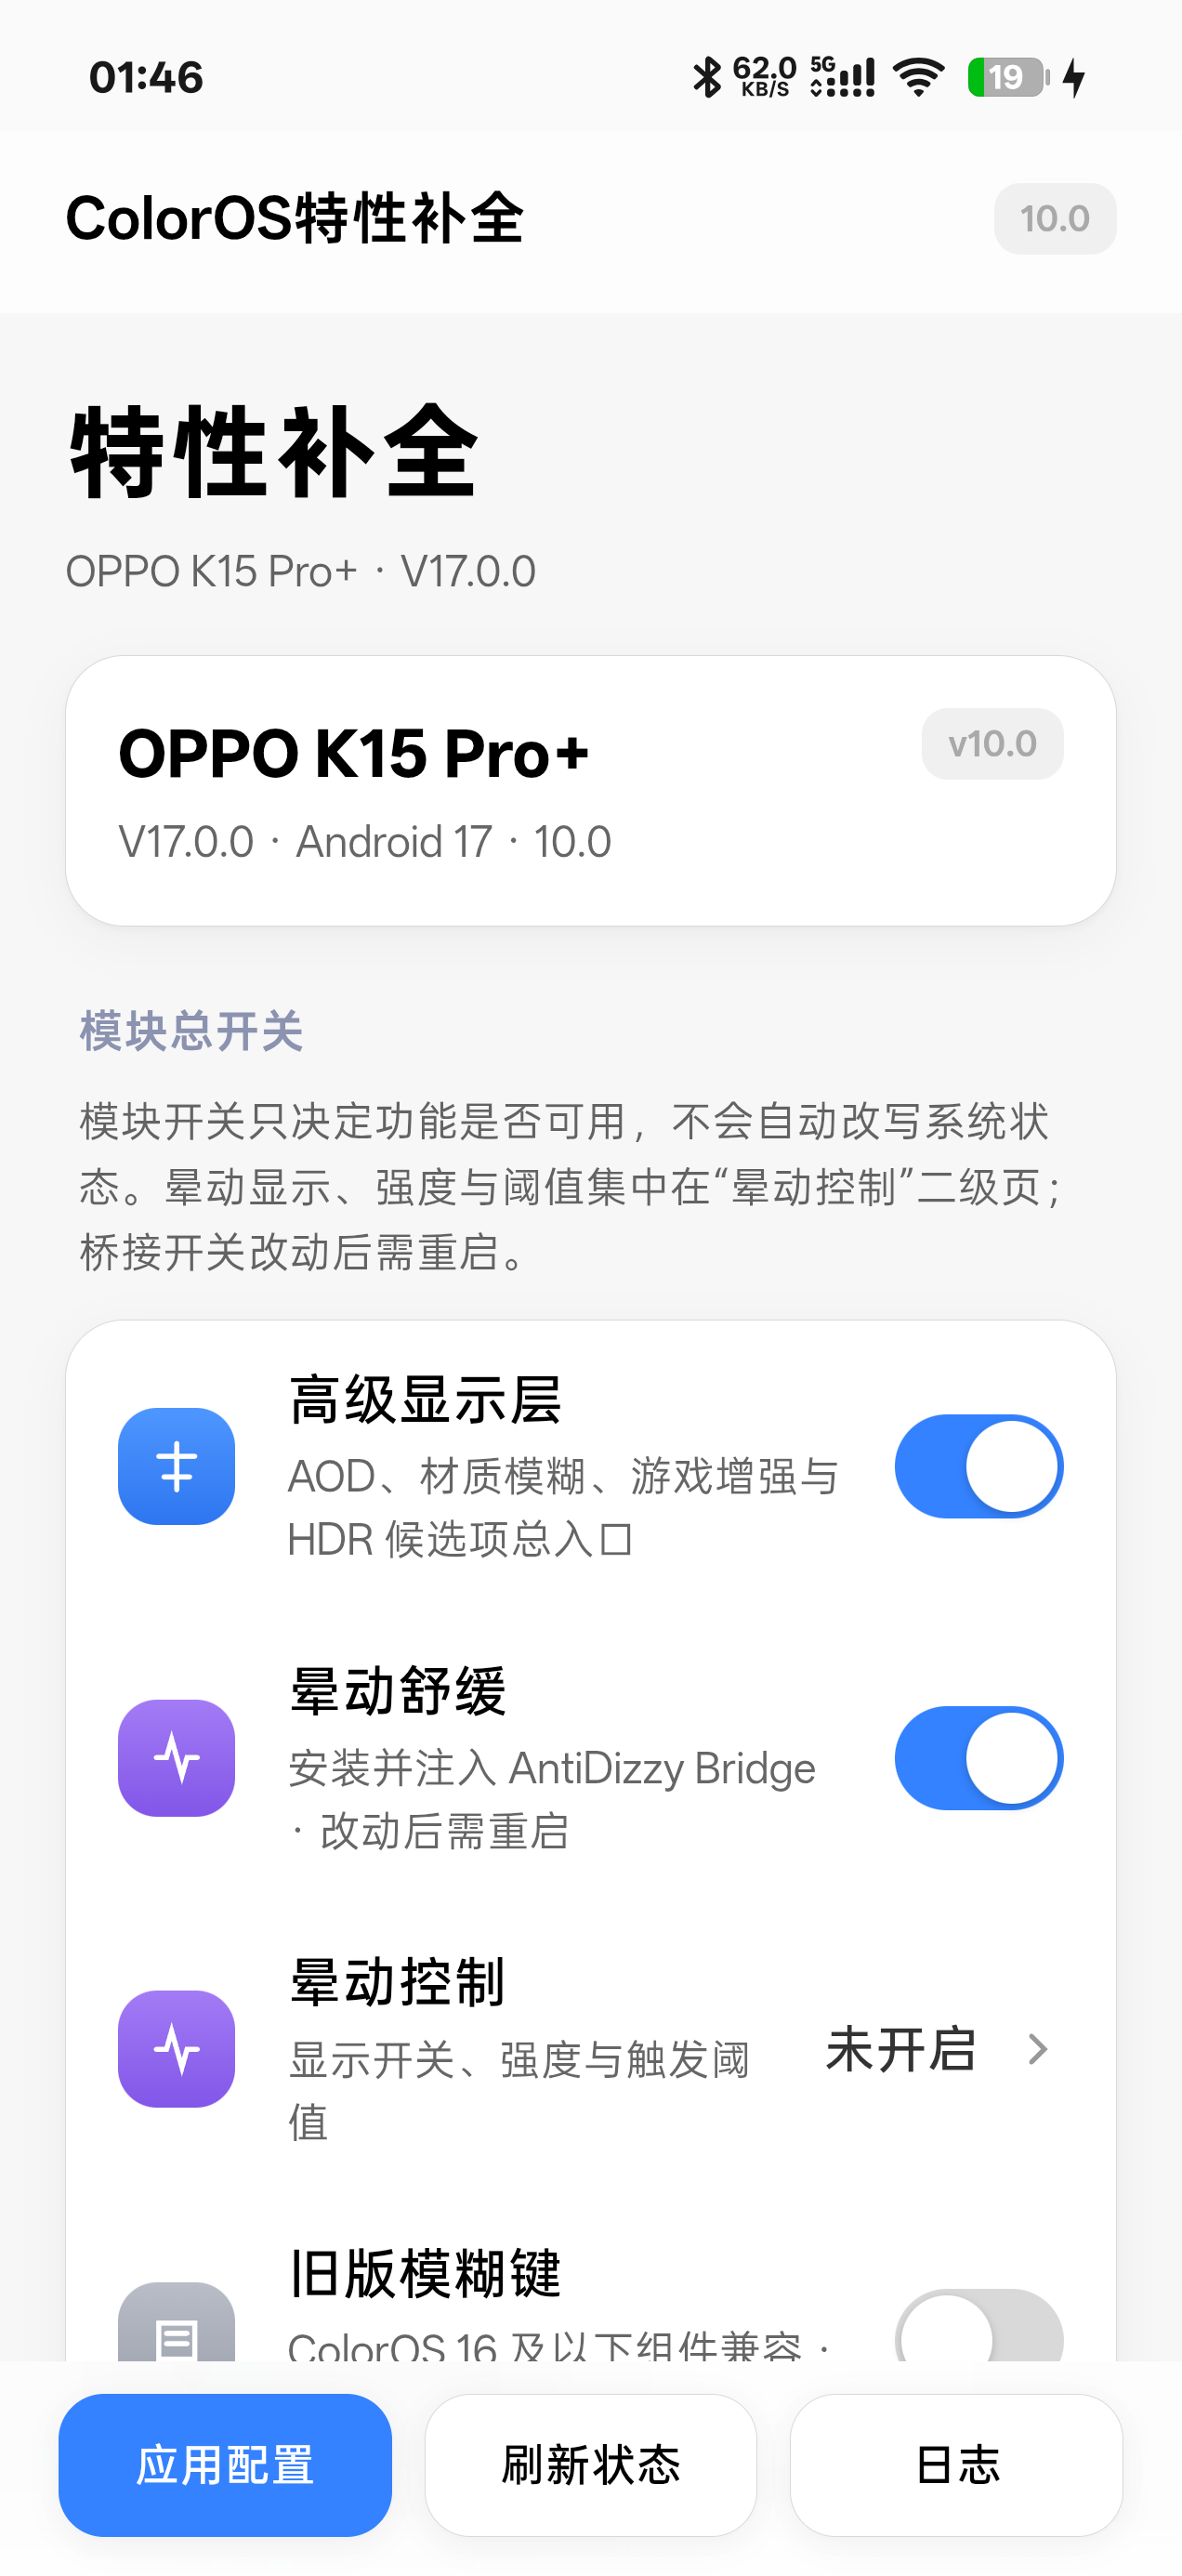 01:46
62.0
KB/S
5G
19
ColorOS特性补全
10.0
特性补全
OPPO K15 Pro+ · V17.0.0
OPPO K15 Pro+
v10.0
V17.0.0 · Android 17 · 10.0
模块总开关
模块开关只决定功能是否可用，不会自动改写系统状
态。晕动显示、强度与阈值集中在“晕动控制”二级页；
桥接开关改动后需重启。
高级显示层
AOD、材质模糊、游戏增强与
HDR 候选项总入口
晕动舒缓
安装并注入 AntiDizzy Bridge
· 改动后需重启
晕动控制
显示开关、强度与触发阈
值
未开启
旧版模糊键
ColorOS 16 及以下组件兼容 ·
应用配置
刷新状态
日志